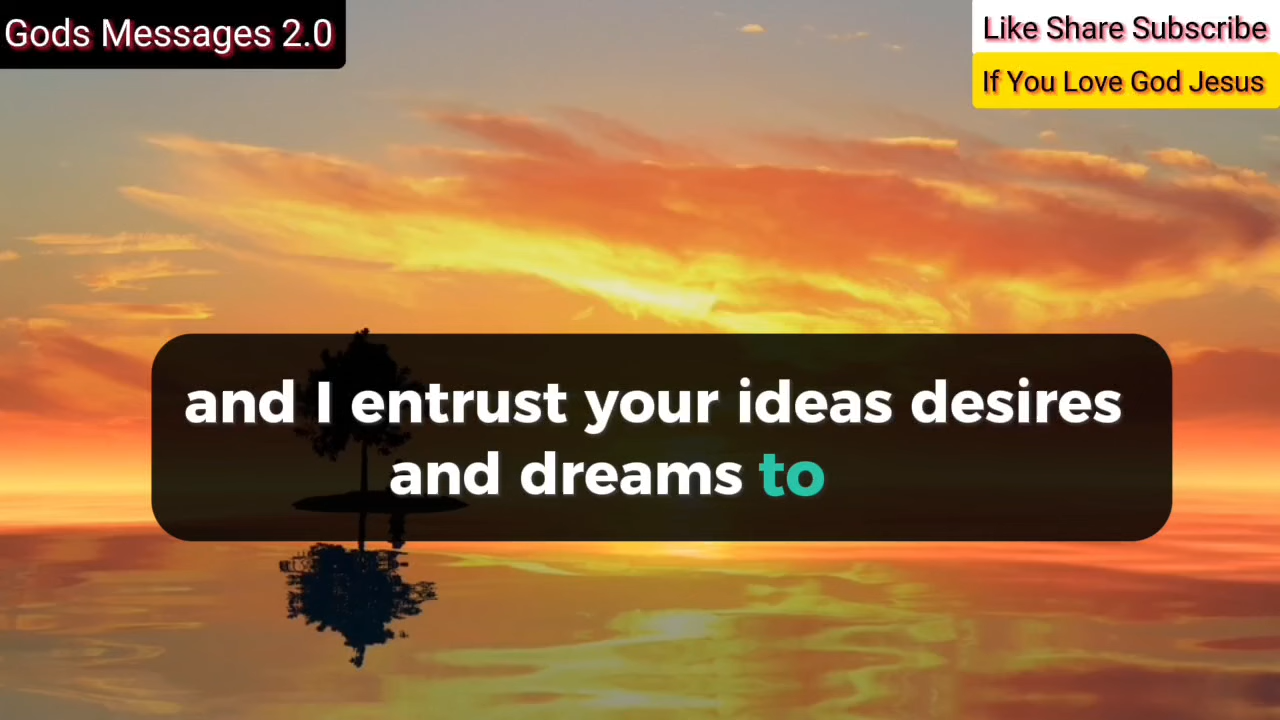 Gods Messages 2.0
Like Share Subscribe
If You Love God Jesus
and I entrust your ideas desires
and dreams to